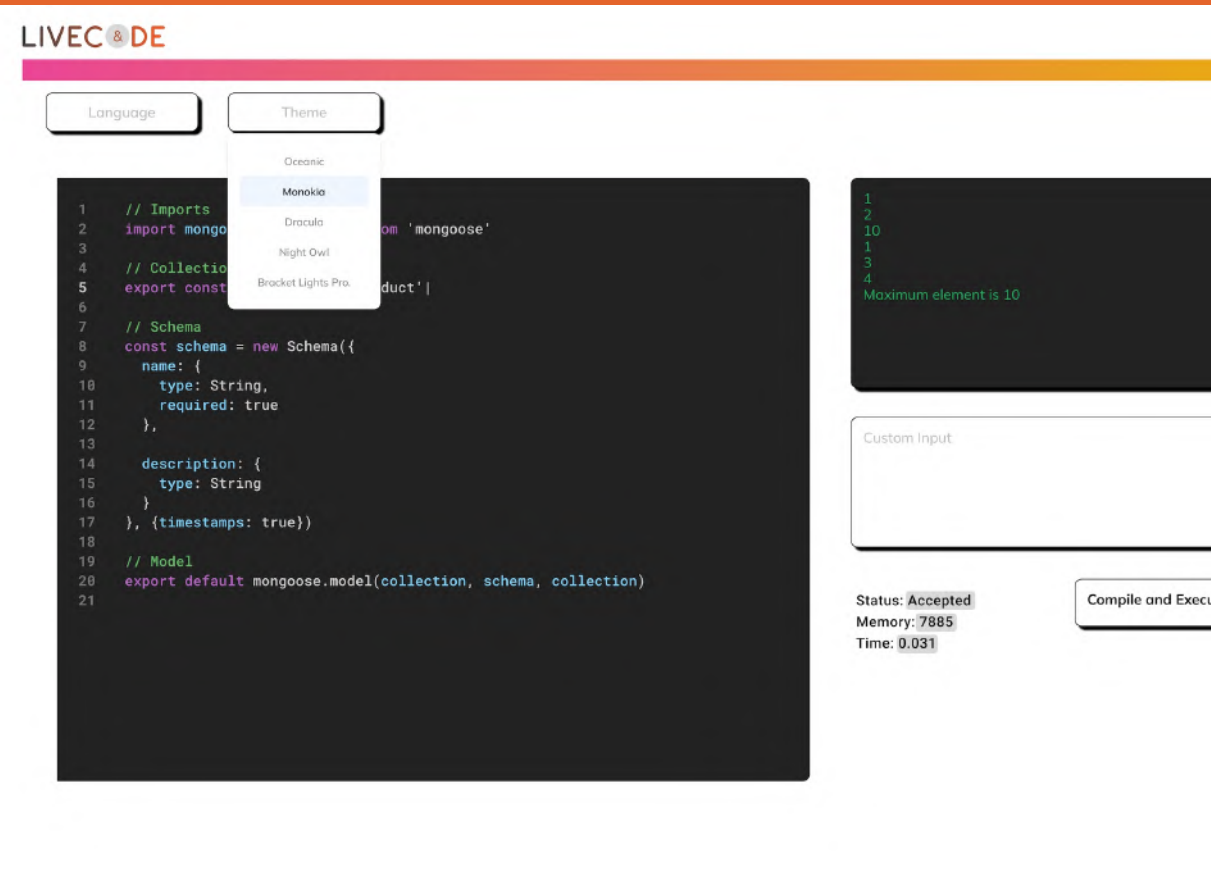 LIVEC&DE
Language
Theme
Oceanic
Monokia
Dracula
Night Owl
Bracket Lights Pro.
1 // Imports
2 import mongo om 'mongoose'
3
4 // Collectio
5 export const duct'|
6
7 // Schema
8 const schema = new Schema({
9 name: {
10 type: String,
11 required: true
12 },
13
14 description: {
15 type: String
16 }
17 }, {timestamps: true})
18
19 // Model
20 export default mongoose.model(collection, schema, collection)
21
1
2
10
1
3
4
Maximum element is 10
Custom Input
Status: Accepted
Memory: 7885
Time: 0.031
Compile and Execu